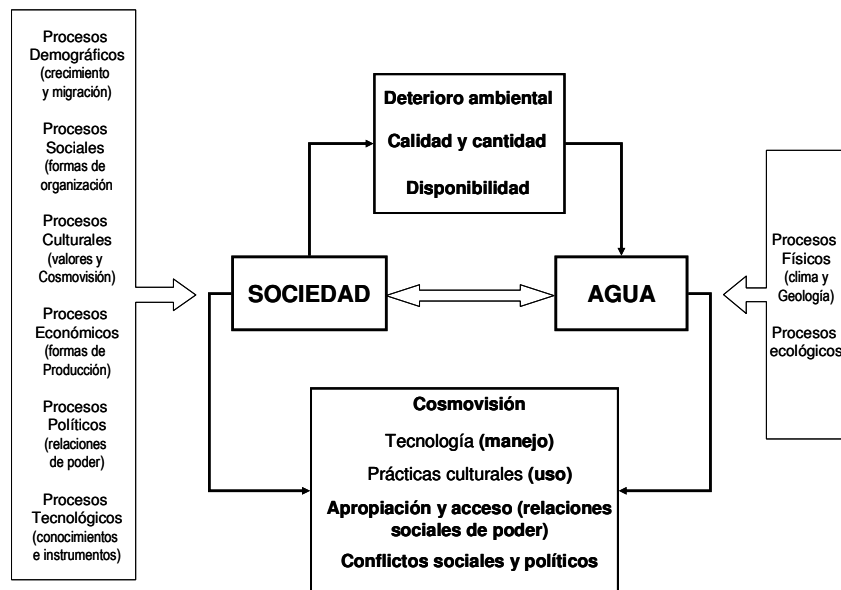 Procesos
Demográficos
(crecimiento
y migración)
Procesos
Sociales
(formas de
organización
Procesos
Culturales
(valores y
Cosmovisión)
Procesos
Económicos
(formas de
Producción)
Procesos
Políticos
(relaciones
de poder)
Procesos
Tecnológicos
(conocimientos
e instrumentos)
Deterioro ambiental
Calidad y cantidad
Disponibilidad
SOCIEDAD
AGUA
Cosmovisión
Tecnología (manejo)
Prácticas culturales (uso)
Apropiación y acceso (relaciones
sociales de poder)
Conflictos sociales y políticos
Procesos
Físicos
(clima y
Geología)
Procesos
ecológicos